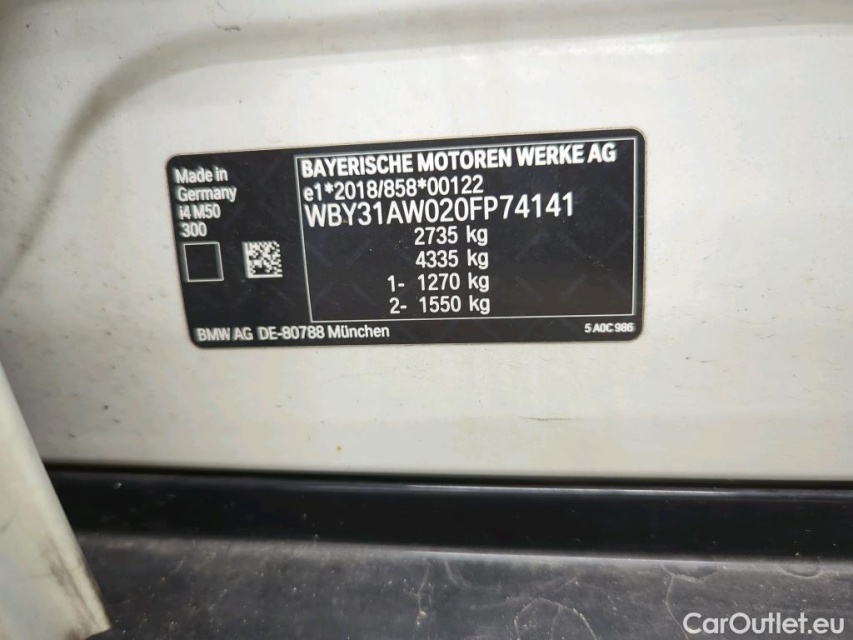 Made in
Germany
i4 M50
300
BAYERISCHE MOTOREN WERKE AG
e1*2018/858*00122
WBY31AW020FP74141
2735 kg
4335 kg
1- 1270 kg
2- 1550 kg
BMW AG DE-80788 München
5 A0C 986
CarOutlet.eu